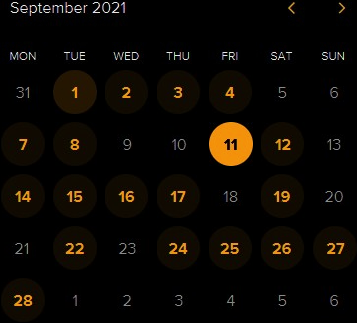 September 2021
MON TUE WED THU FRI SAT SUN
31 1 2 3 4 5 6
7 8 9 10 11 12 13
14 15 16 17 18 19 20
21 22 23 24 25 26 27
28 1 2 3 4 5 6